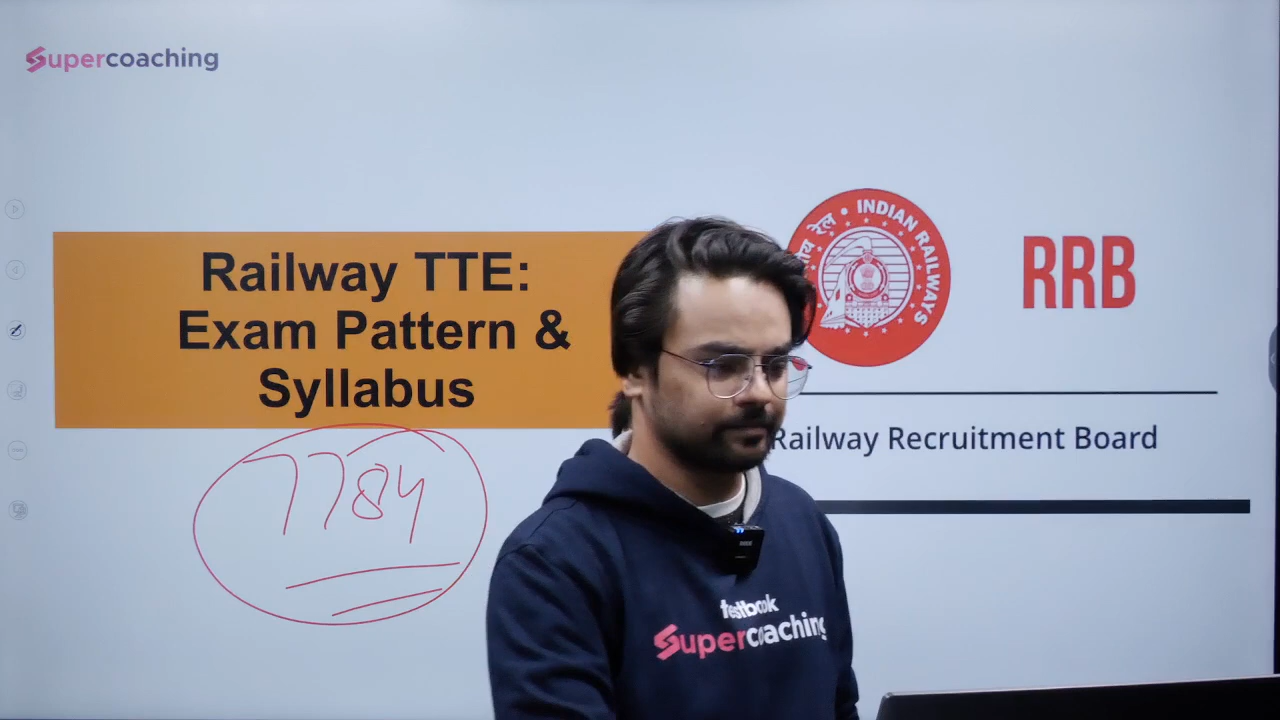 Supercoaching
Railway TTE:
Exam Pattern &
Syllabus
7784
रेल • INDIAN RAILWAYS
RRB
Railway Recruitment Board
testbook
Supercoaching